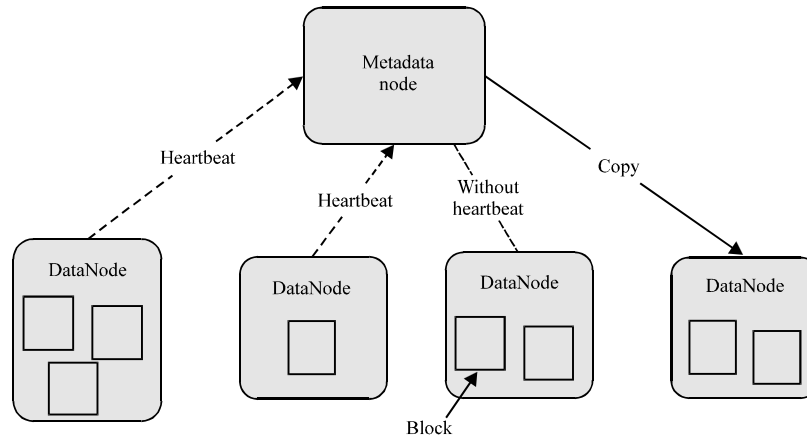 Metadata
node
Heartbeat
Heartbeat
Without
heartbeat
Copy
DataNode
DataNode
DataNode
DataNode
Block